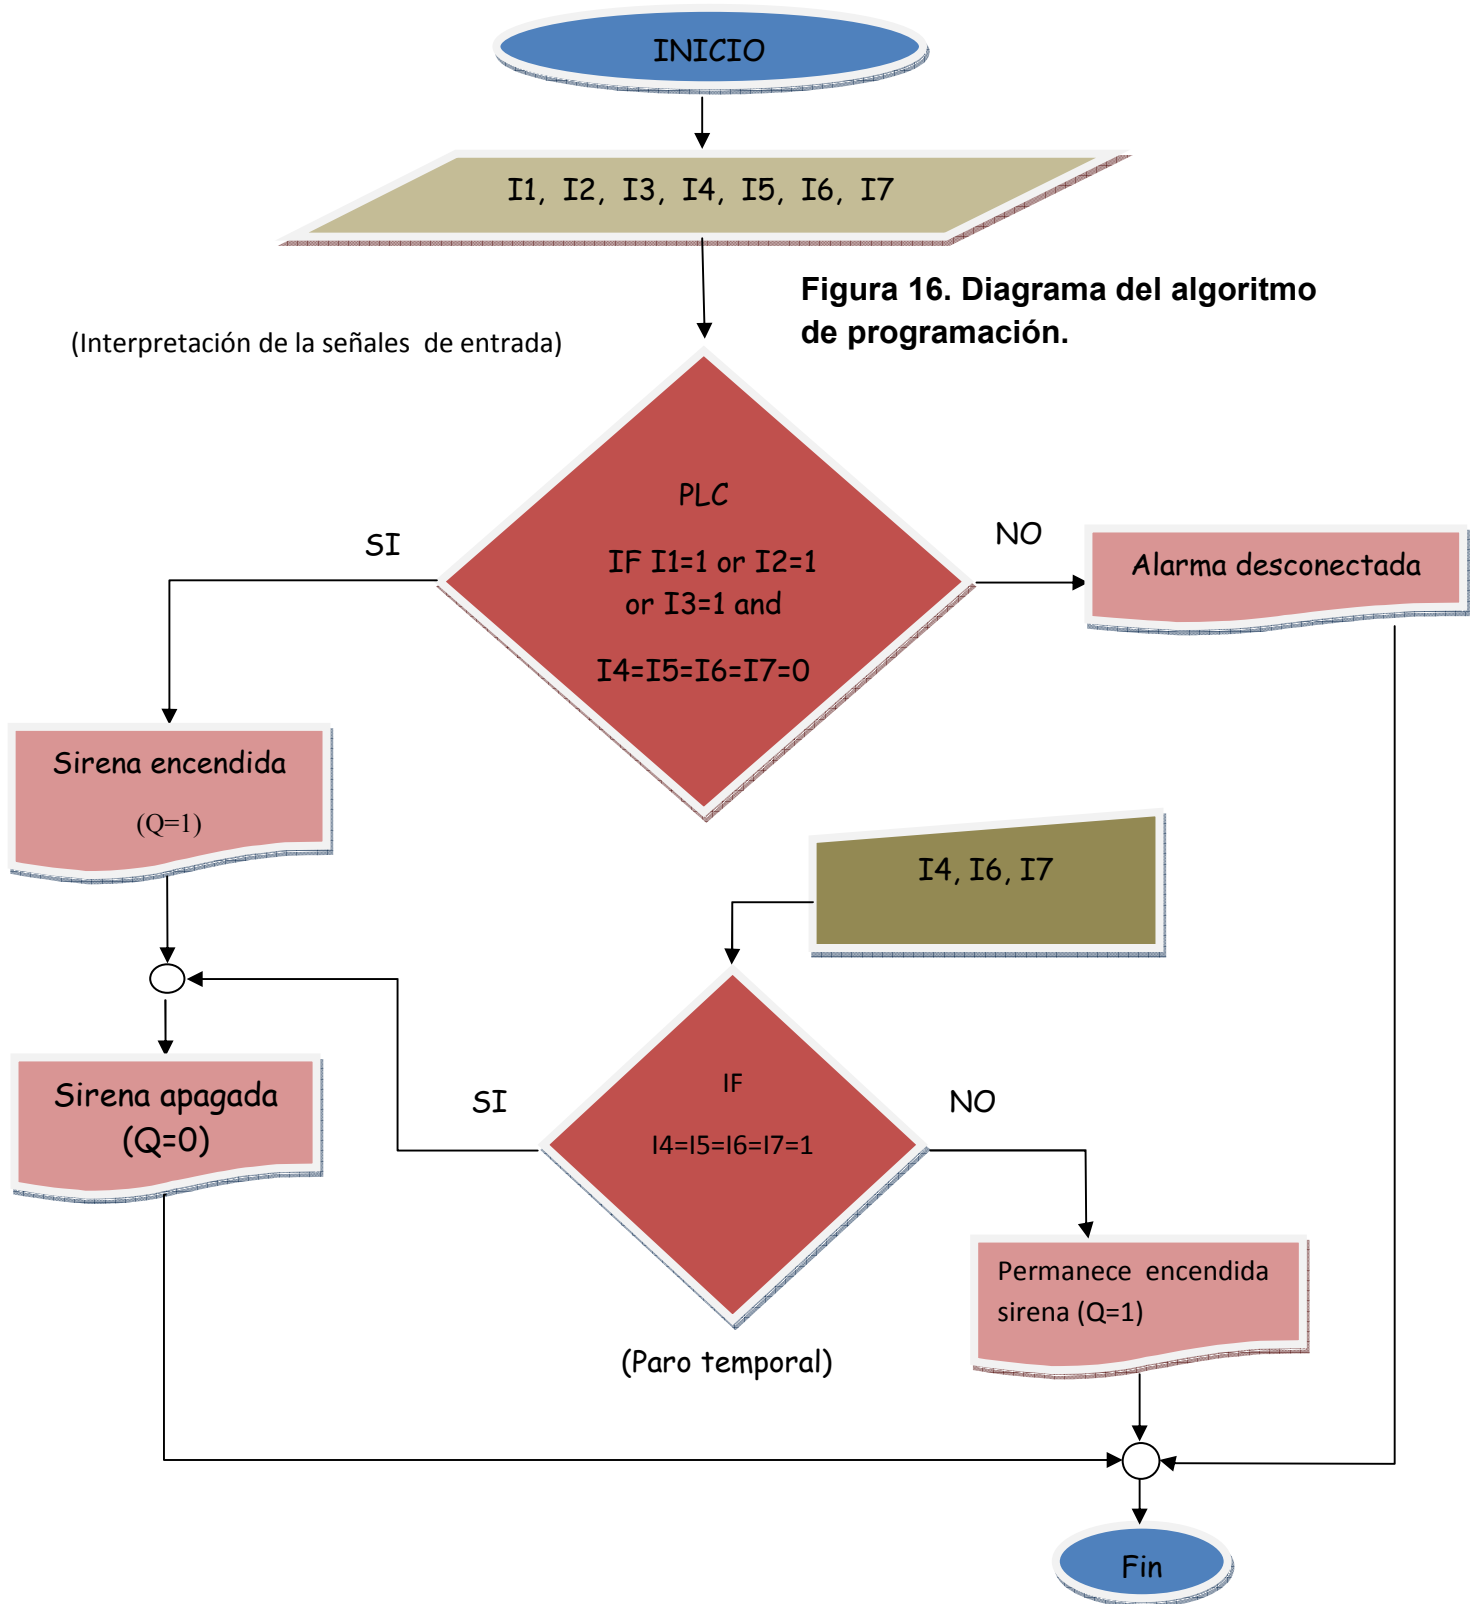 INICIO
I1, I2, I3, I4, I5, I6, I7
Figura 16. Diagrama del algoritmo
de programación.
(Interpretación de la señales de entrada)
PLC
IF I1=1 or I2=1
or I3=1 and
I4=I5=I6=I7=0
SI
NO
Alarma desconectada
Sirena encendida
(Q=1)
I4, I6, I7
Sirena apagada
(Q=0)
SI
IF
I4=I5=I6=I7=1
NO
Permanece encendida
sirena (Q=1)
(Paro temporal)
Fin